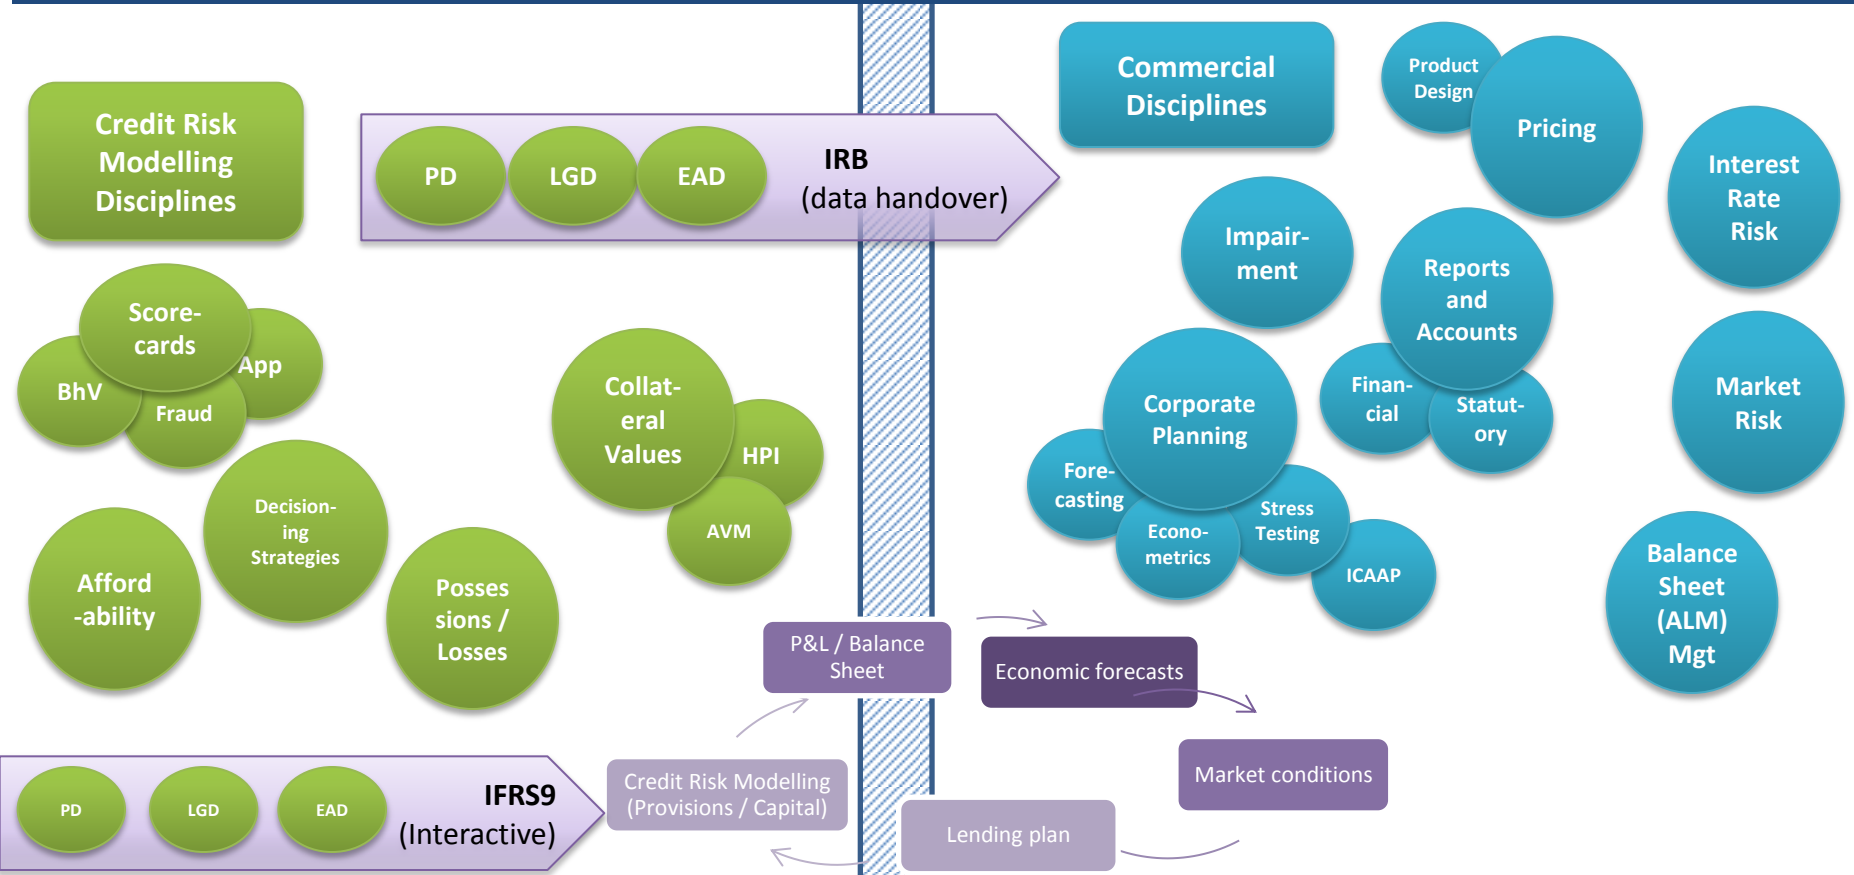 Credit Risk
Modelling
Disciplines
PD
LGD
EAD
IRB
(data handover)
Commercial
Disciplines
Product
Design
Pricing
Interest
Rate
Risk
Impair-
ment
Reports
and
Accounts
Score-
cards
BhV
App
Fraud
Collat-
eral
Values
HPI
AVM
Corporate
Planning
Finan-
cial
Statut-
ory
Market
Risk
Fore-
casting
Econo-
metrics
Stress
Testing
ICAAP
Decision-
ing
Strategies
Afford
-ability
Posses
sions /
Losses
Balance
Sheet
(ALM)
Mgt
P&L / Balance
Sheet
Economic forecasts
Market conditions
Lending plan
Credit Risk Modelling
(Provisions / Capital)
PD
LGD
EAD
IFRS9
(Interactive)